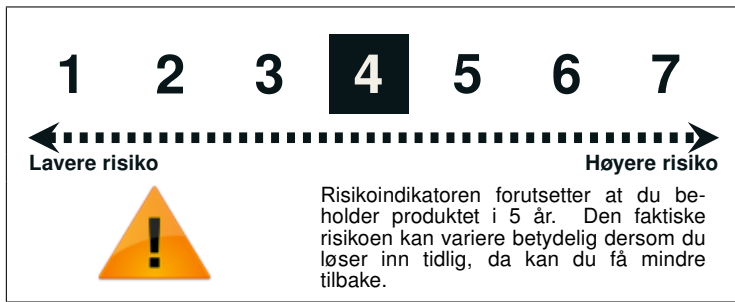 1 2 3 4 5 6 7
Lavere risiko Høyere risiko
!
Risikoindikatoren forutsetter at du be-
holder produktet i 5 år. Den faktiske
risikoen kan variere betydelig dersom du
løser inn tidlig, da kan du få mindre
tilbake.